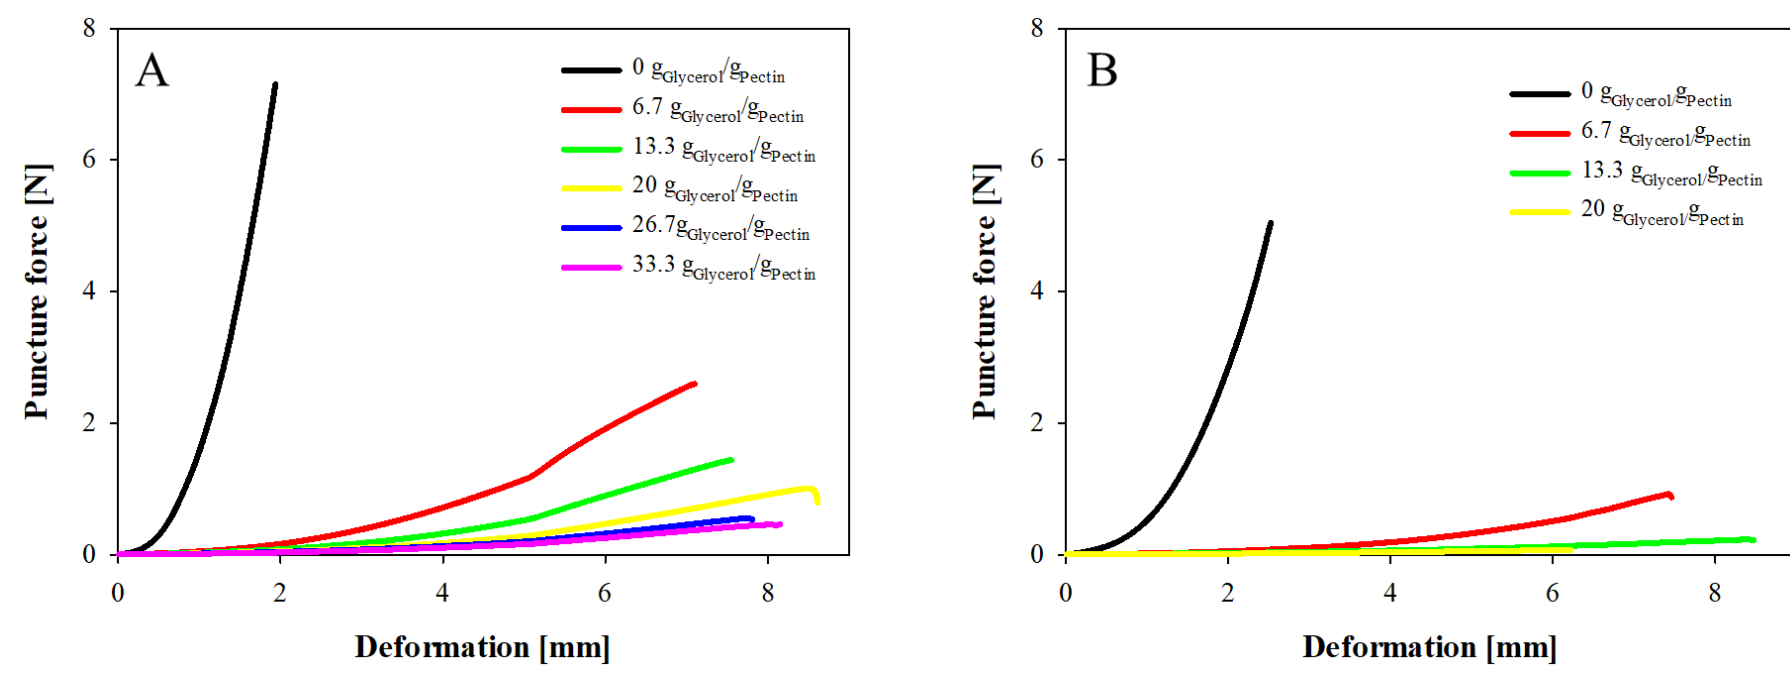 A
8
6
4
2
0
0 2 4 6 8
Puncture force [N]
Deformation [mm]
0 gGlycerol/gPectin
6.7 gGlycerol/gPectin
13.3 gGlycerol/gPectin
20 gGlycerol/gPectin
26.7gGlycerol/gPectin
33.3 gGlycerol/gPectin
B
8
6
4
2
0
0 2 4 6 8
Puncture force [N]
Deformation [mm]
0 gGlycerol/gPectin
6.7 gGlycerol/gPectin
13.3 gGlycerol/gPectin
20 gGlycerol/gPectin